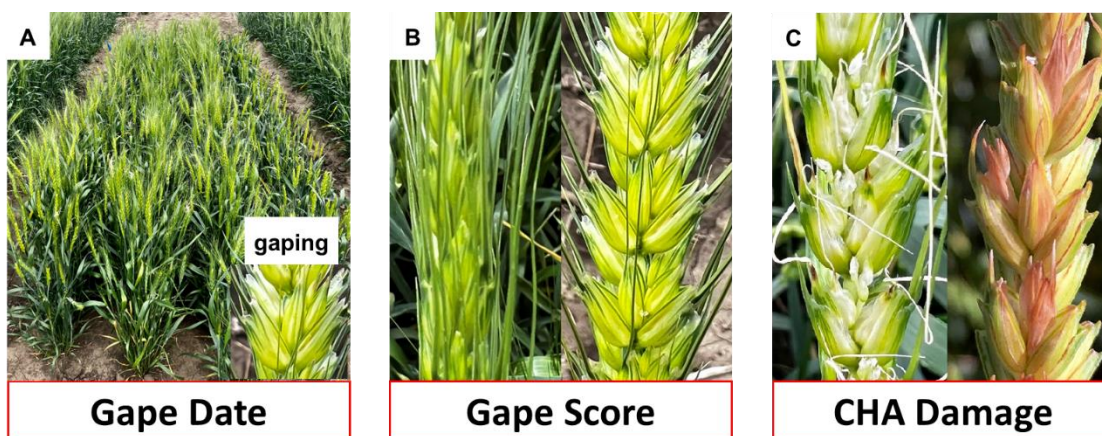 A
B
C
gaping
Gape Date
Gape Score
CHA Damage